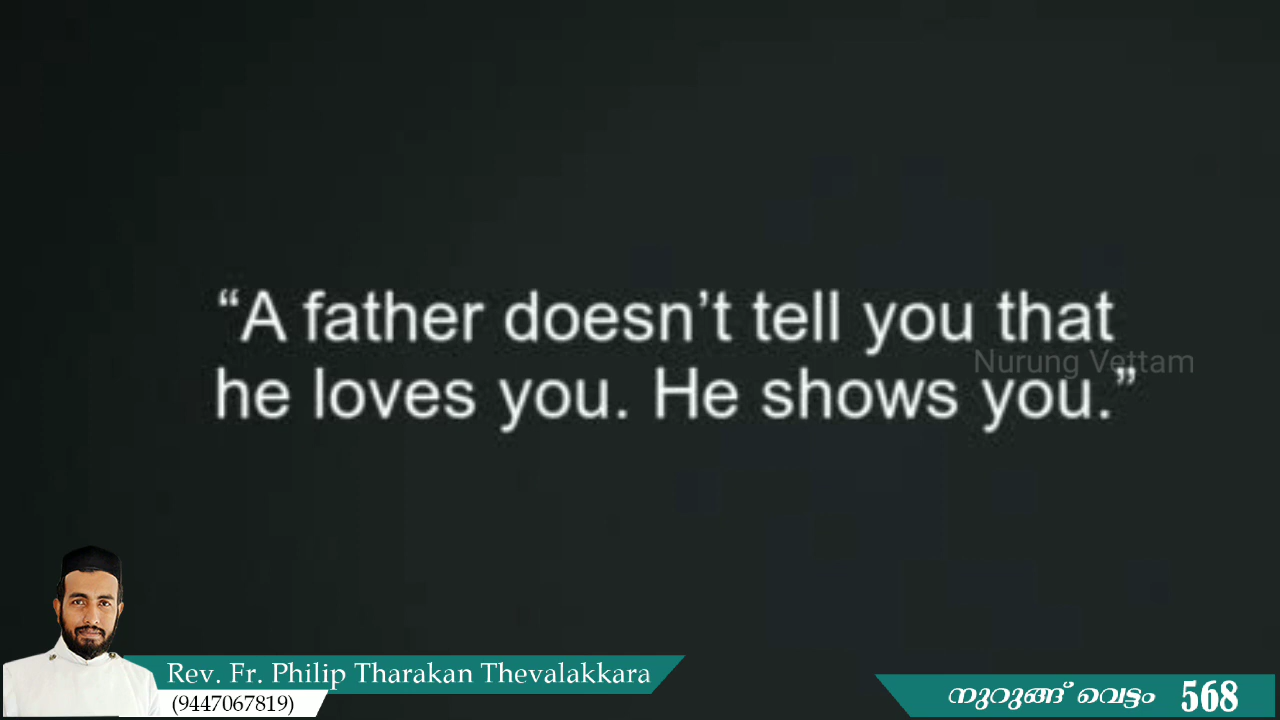 “A father doesn’t tell you that
he loves you. He shows you.”
Nurung Vettam
Rev. Fr. Philip Tharakan Thevalakkara
(9447067819)
നുറുങ്ങ് വെട്ടം 568